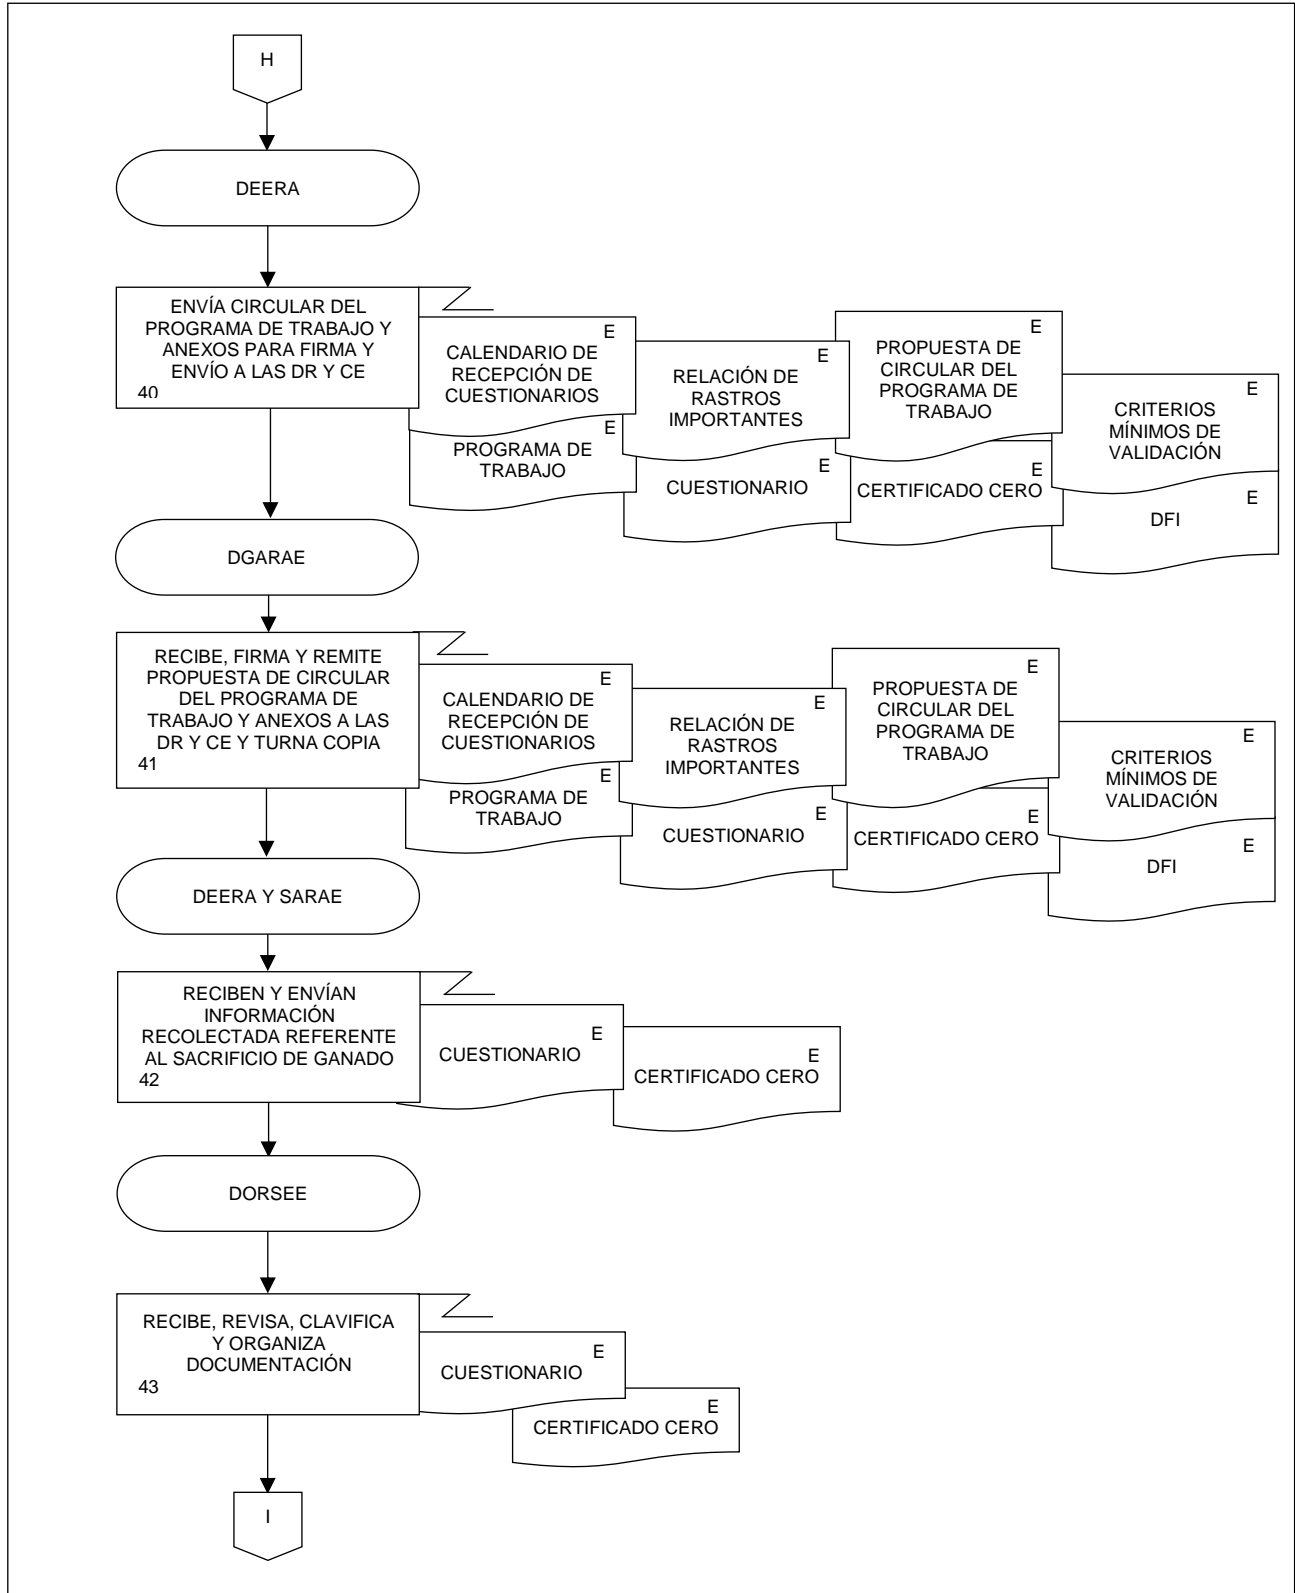 H
DEERA
ENVÍA CIRCULAR DEL
PROGRAMA DE TRABAJO Y
ANEXOS PARA FIRMA Y
ENVÍO A LAS DR Y CE
40
E
CALENDARIO DE
RECEPCIÓN DE
CUESTIONARIOS
E
PROGRAMA DE
TRABAJO
E
RELACIÓN DE
RASTROS
IMPORTANTES
E
CUESTIONARIO
E
PROPUESTA DE
CIRCULAR DEL
PROGRAMA DE
TRABAJO
E
CERTIFICADO CERO
E
CRITERIOS
MÍNIMOS DE
VALIDACIÓN
E
DFI
DGARAE
RECIBE, FIRMA Y REMITE
PROPUESTA DE CIRCULAR
DEL PROGRAMA DE
TRABAJO Y ANEXOS A LAS
DR Y CE Y TURNA COPIA
41
E
CALENDARIO DE
RECEPCIÓN DE
CUESTIONARIOS
E
PROGRAMA DE
TRABAJO
E
RELACIÓN DE
RASTROS
IMPORTANTES
E
CUESTIONARIO
E
PROPUESTA DE
CIRCULAR DEL
PROGRAMA DE
TRABAJO
E
CERTIFICADO CERO
E
CRITERIOS
MÍNIMOS DE
VALIDACIÓN
E
DFI
DEERA Y SARAE
RECIBEN Y ENVÍAN
INFORMACIÓN
RECOLECTADA REFERENTE
AL SACRIFICIO DE GANADO
42
E
CUESTIONARIO
E
CERTIFICADO CERO
DORSEE
RECIBE, REVISA, CLAVIFICA
Y ORGANIZA
DOCUMENTACIÓN
43
E
CUESTIONARIO
E
CERTIFICADO CERO
I